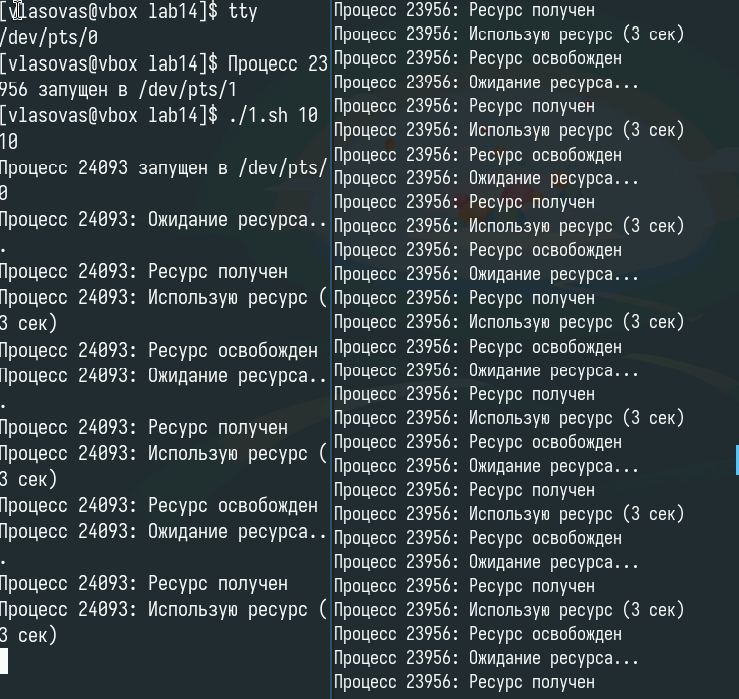 [vlasovas@vbox lab14]$ tty
/dev/pts/0
[vlasovas@vbox lab14]$ Процесс 23
956 запущен в /dev/pts/1
[vlasovas@vbox lab14]$ ./1.sh 10
10
Процесс 24093 запущен в /dev/pts/
0
Процесс 24093: Ожидание ресурса..
.
Процесс 24093: Ресурс получен
Процесс 24093: Использую ресурс (
3 сек)
Процесс 24093: Ресурс освобожден
Процесс 24093: Ожидание ресурса..
.
Процесс 24093: Ресурс получен
Процесс 24093: Использую ресурс (
3 сек)
Процесс 24093: Ресурс освобожден
Процесс 24093: Ожидание ресурса..
.
Процесс 24093: Ресурс получен
Процесс 24093: Использую ресурс (
3 сек)
Процесс 23956: Ресурс получен
Процесс 23956: Использую ресурс (3 сек)
Процесс 23956: Ресурс освобожден
Процесс 23956: Ожидание ресурса...
Процесс 23956: Ресурс получен
Процесс 23956: Использую ресурс (3 сек)
Процесс 23956: Ресурс освобожден
Процесс 23956: Ожидание ресурса...
Процесс 23956: Ресурс получен
Процесс 23956: Использую ресурс (3 сек)
Процесс 23956: Ресурс освобожден
Процесс 23956: Ожидание ресурса...
Процесс 23956: Ресурс получен
Процесс 23956: Использую ресурс (3 сек)
Процесс 23956: Ресурс освобожден
Процесс 23956: Ожидание ресурса...
Процесс 23956: Ресурс получен
Процесс 23956: Использую ресурс (3 сек)
Процесс 23956: Ресурс освобожден
Процесс 23956: Ожидание ресурса...
Процесс 23956: Ресурс получен
Процесс 23956: Использую ресурс (3 сек)
Процесс 23956: Ресурс освобожден
Процесс 23956: Ожидание ресурса...
Процесс 23956: Ресурс получен
Процесс 23956: Использую ресурс (3 сек)
Процесс 23956: Ресурс освобожден
Процесс 23956: Ожидание ресурса...
Процесс 23956: Ресурс получен